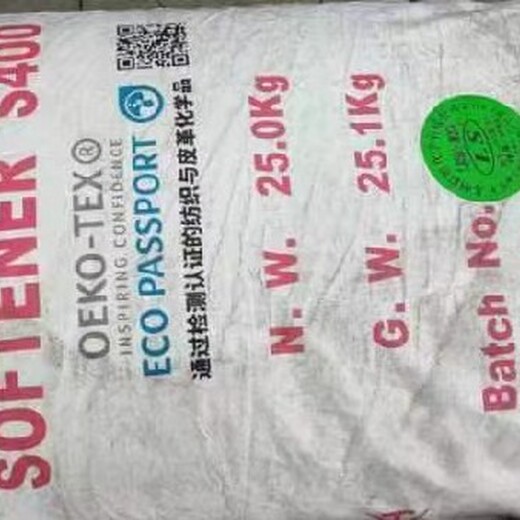 SOFTENER S400
OEKO-TEX®
INSPIRING CONFIDENCE
ECO PASSPORT
通过检测认证的纺织与皮革化学品
N. W. 25.0Kg
G. W. 25.1Kg
Batch No.